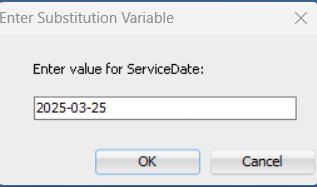 Enter Substitution Variable
Enter value for ServiceDate:
2025-03-25
OK
Cancel